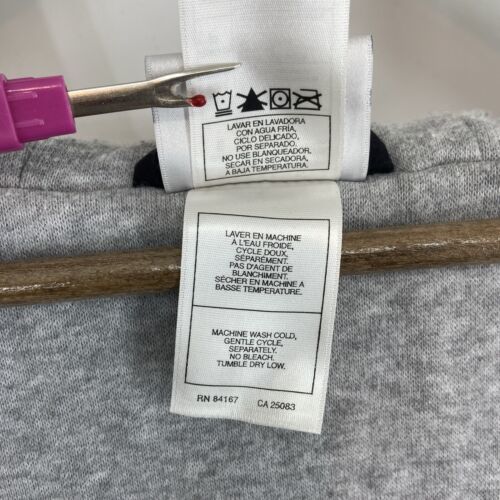 LAVAR EN LAVADORA
CON AGUA FRÍA,
CICLO DELICADO,
POR SEPARADO.
NO USE BLANQUEADOR,
SECAR EN SECADORA
A BAJA TEMPERATURA.
LAVER EN MACHINE
À L'EAU FROIDE,
CYCLE DOUX,
SÉPARÉMENT.
PAS D'AGENT DE
BLANCHIMENT.
SÉCHER EN MACHINE À
BASSE TEMPERATURE.
MACHINE WASH COLD,
GENTLE CYCLE,
SEPARATELY.
NO BLEACH.
TUMBLE DRY LOW.
RN 84167 CA 25083